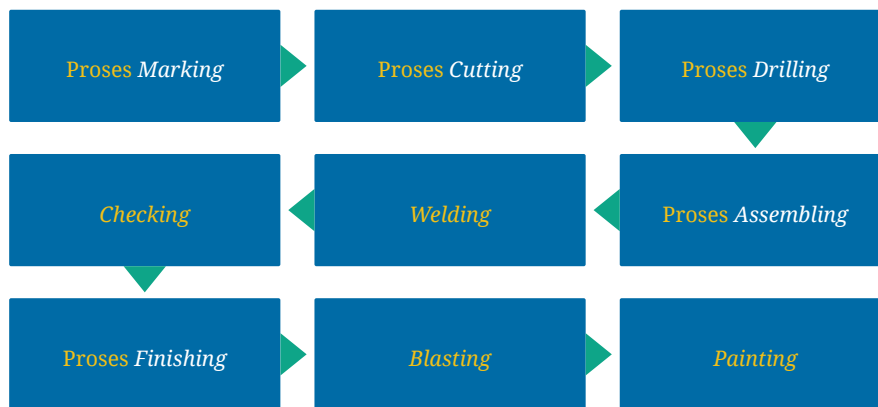 Proses Marking
Proses Cutting
Proses Drilling
Proses Assembling
Welding
Checking
Proses Finishing
Blasting
Painting